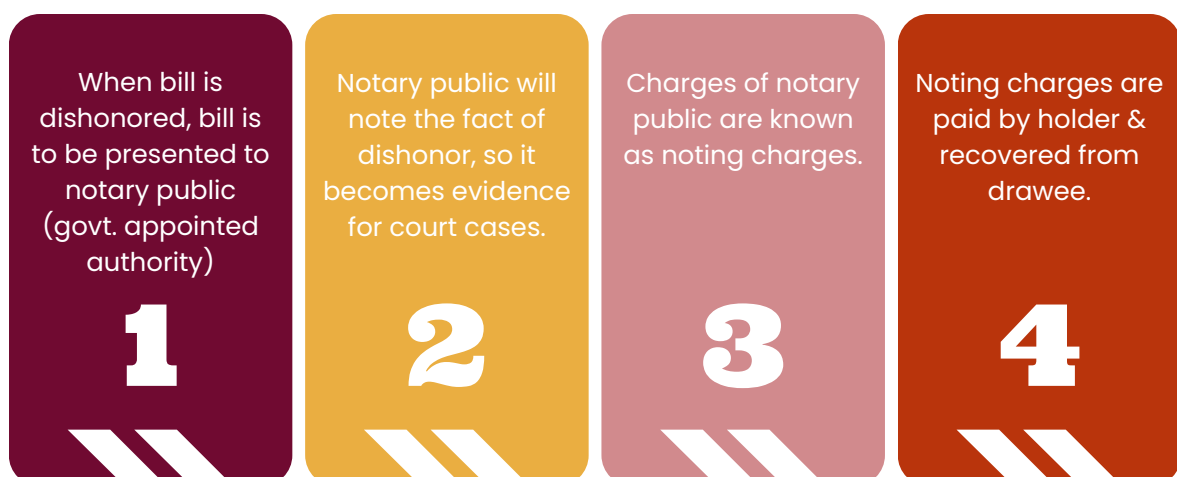 When bill is
dishonored, bill is
to be presented to
notary public
(govt. appointed
authority)
1
Notary public will
note the fact of
dishonor, so it
becomes evidence
for court cases.
2
Charges of notary
public are known
as noting charges.
3
Noting charges are
paid by holder &
recovered from
drawee.
4